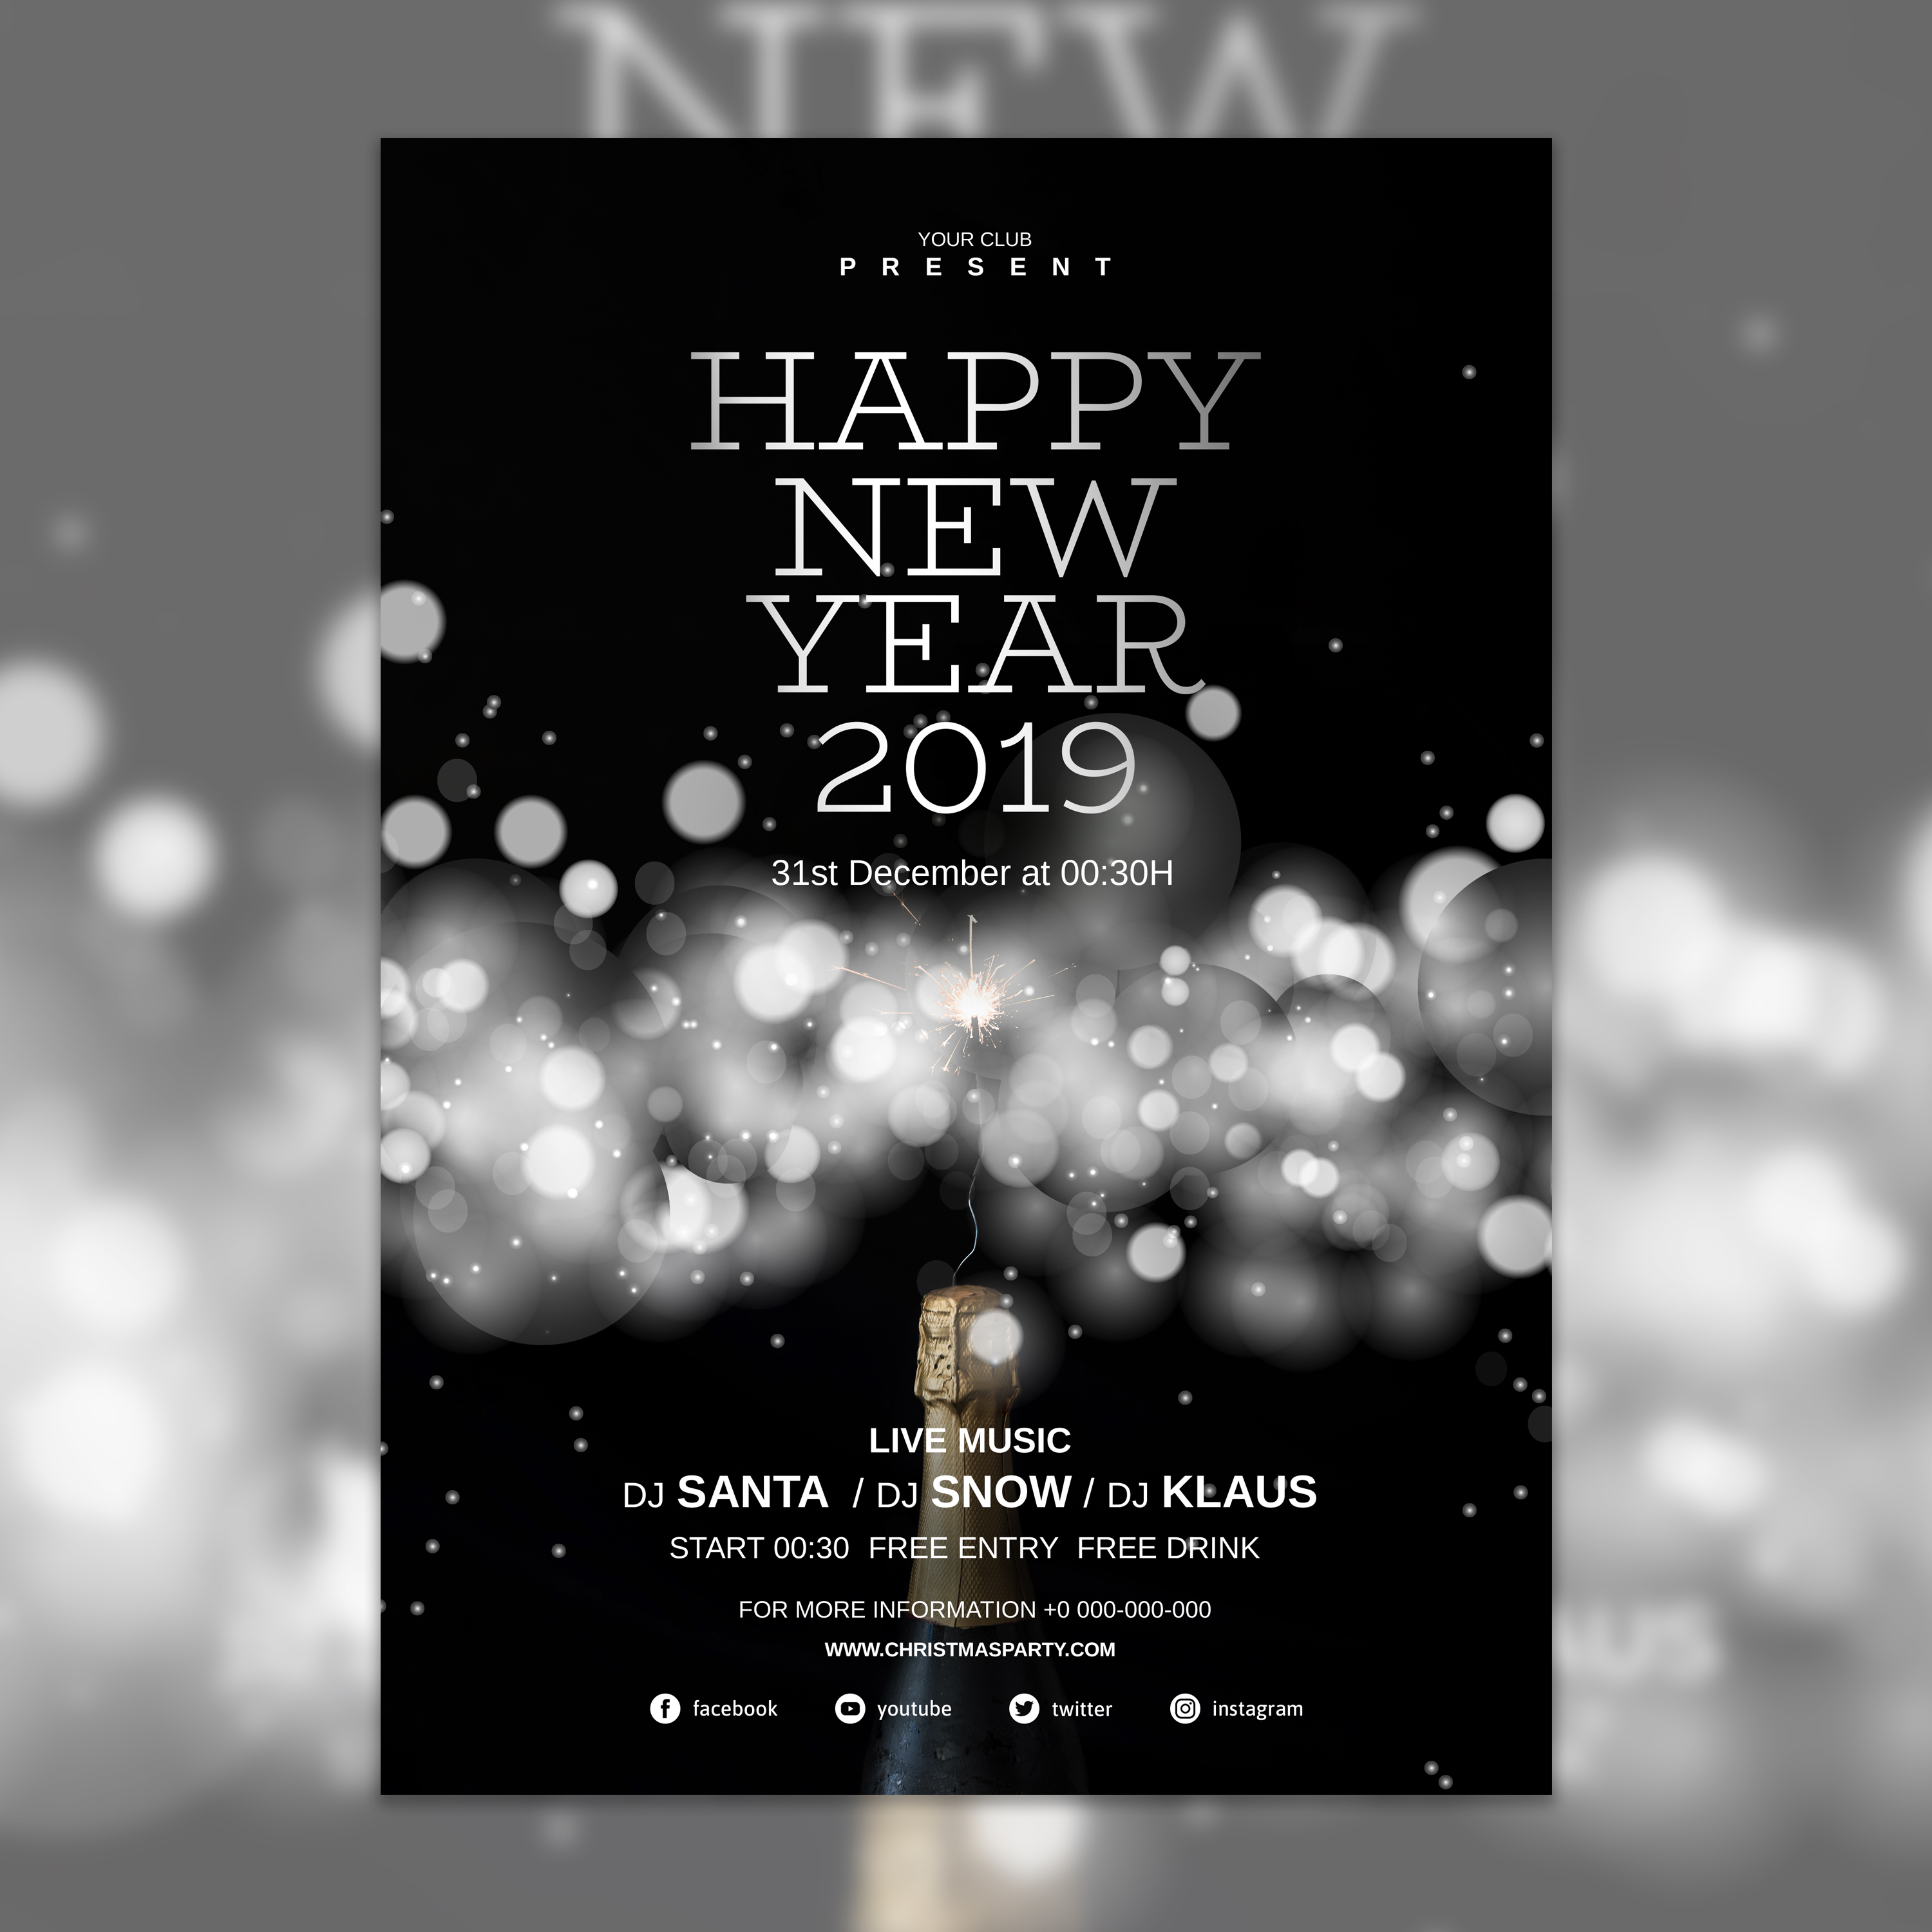 NEW
YOUR CLUB
PRESENT
HAPPY
NEW
YEAR
2019
31st December at 00:30H
LIVE MUSIC
DJ SANTA / DJ SNOW / DJ KLAUS
START 00:30 FREE ENTRY FREE DRINK
FOR MORE INFORMATION +0 000-000-000
WWW.CHRISTMASPARTY.COM
facebook youtube twitter instagram